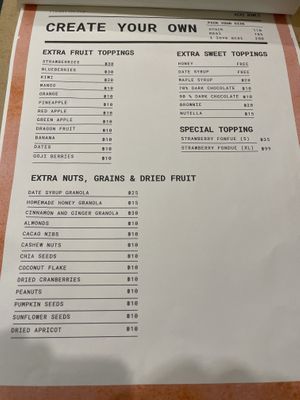 CREATE YOUR OWN
PICK YOUR SIZE
EXTRA FRUIT TOPPINGS
STRAWBERRIES ฿30
BLUEBERRIES ฿30
KIWI ฿20
MANGO
ORANGE ฿10
PINEAPPLE ฿10
RED APPLE ฿10
GREEN APPLE ฿10
DRAGON FRUIT ฿10
BANANA ฿10
DATES ฿10
GOJI BERRIES ฿10
EXTRA SWEET TOPPINGS
HONEY FREE
DATE SYRUP FREE
MAPLE SYRUP ฿20
70% DARK CHOCOLATE ฿10
90 % DARK CHOCOLATE ฿10
BROWNIE ฿20
NUTELLA ฿15
SPECIAL TOPPING
STRAWBERRY FONDUE (S) ฿35
STRAWBERRY FONDUE (XL) ฿99
EXTRA NUTS, GRAINS & DRIED FRUIT
DATE SYRUP GRANOLA ฿25
HOMEMADE HONEY GRANOLA ฿15
CINNAMON AND GINGER GRANOLA ฿30
ALMONDS ฿10
CACAO NIBS ฿10
CASHEW NUTS ฿10
CHIA SEEDS ฿10
COCONUT FLAKE ฿10
DRIED CRANBERRIES ฿10
PEANUTS ฿10
PUMPKIN SEEDS ฿10
SUNFLOWER SEEDS ฿10
DRIED APRICOT ฿10